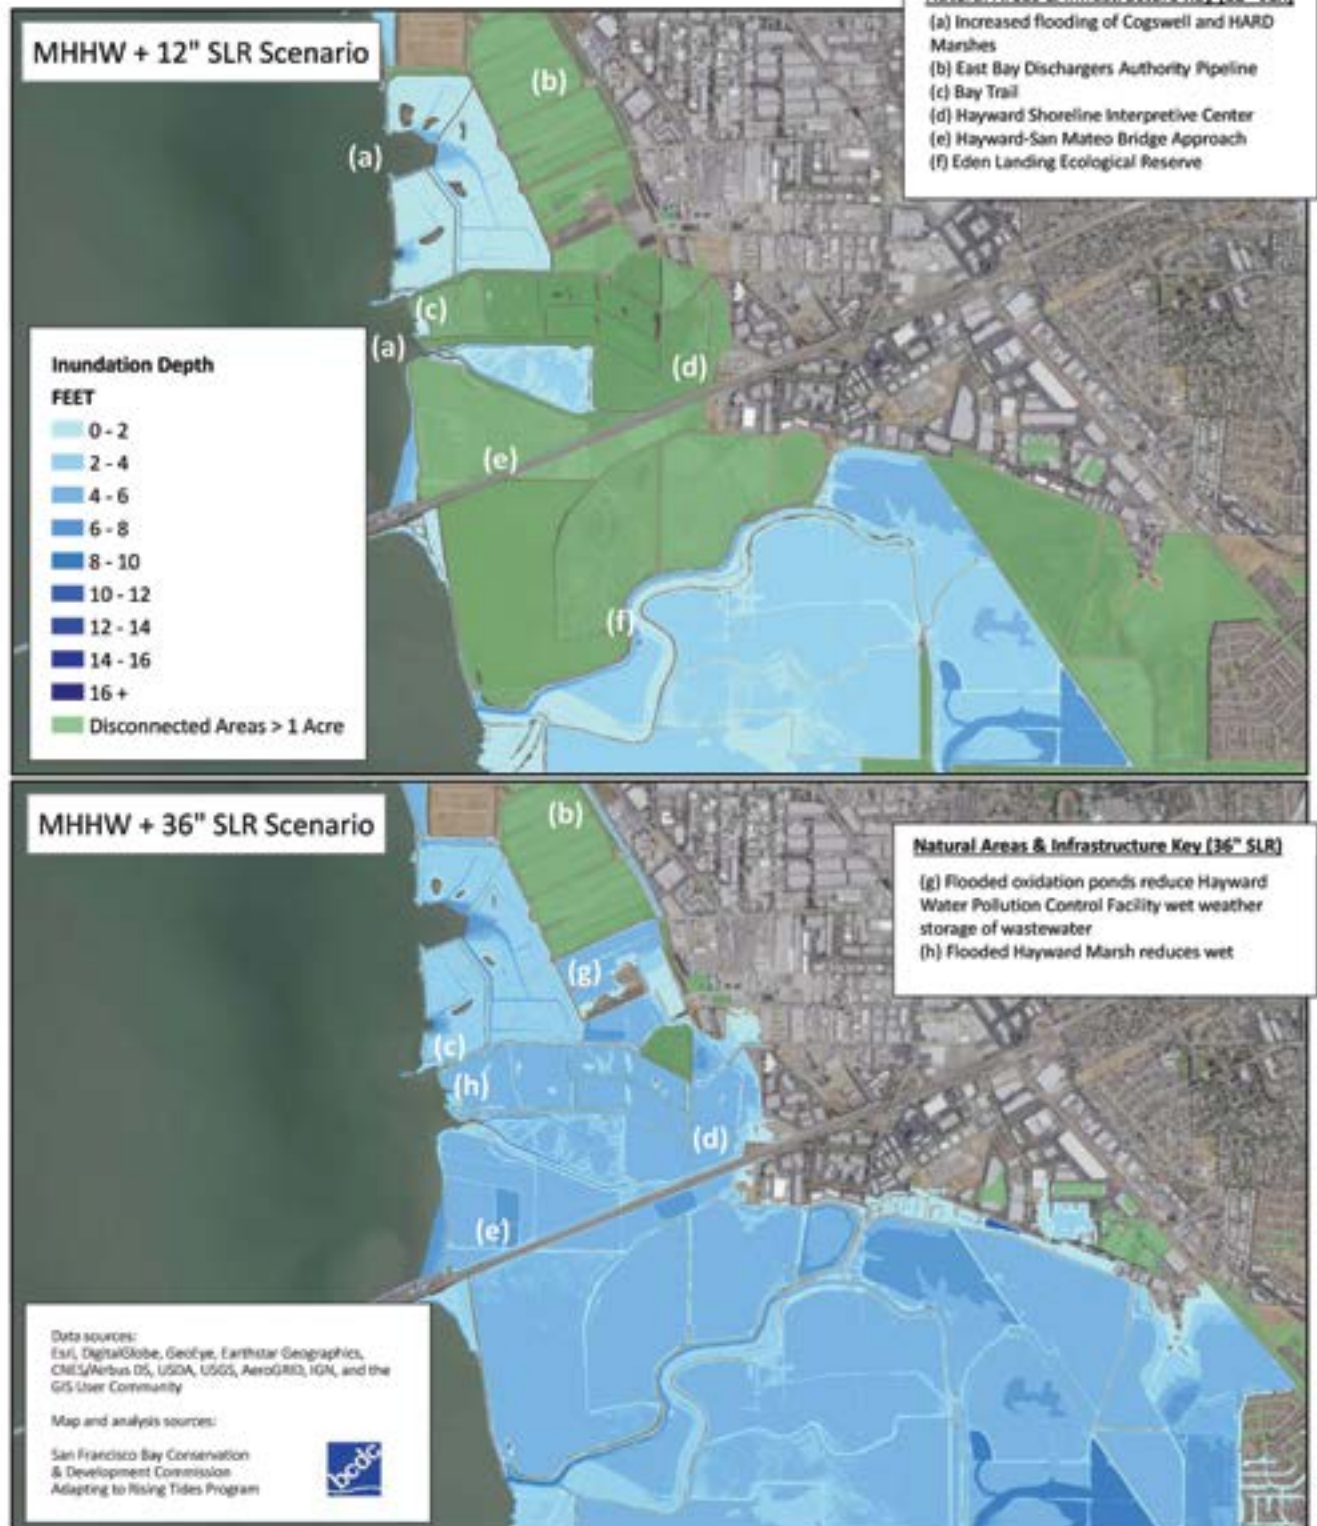 MHHW + 12" SLR Scenario
(a) Increased flooding of Cogswell and HARD
Marshes
(b) East Bay Dischargers Authority Pipeline
(c) Bay Trail
(d) Hayward Shoreline Interpretive Center
(e) Hayward-San Mateo Bridge Approach
(f) Eden Landing Ecological Reserve
(b)
(a)
(c)
(a)
(d)
(e)
(f)
Inundation Depth
FEET
0 - 2
2 - 4
4 - 6
6 - 8
8 - 10
10 - 12
12 - 14
14 - 16
16 +
Disconnected Areas > 1 Acre
MHHW + 36" SLR Scenario
Natural Areas & Infrastructure Key (36" SLR)
(g) Flooded oxidation ponds reduce Hayward
Water Pollution Control Facility wet weather
storage of wastewater
(h) Flooded Hayward Marsh reduces wet
(b)
(g)
(c)
(h)
(d)
(e)
Data sources:
Esri, DigitalGlobe, GeoEye, Earthstar Geographics,
CNES/Airbus DS, USDA, USGS, AeroGRID, IGN, and the
GIS User Community
Map and analysis sources:
San Francisco Bay Conservation
& Development Commission
Adapting to Rising Tides Program
bcdc